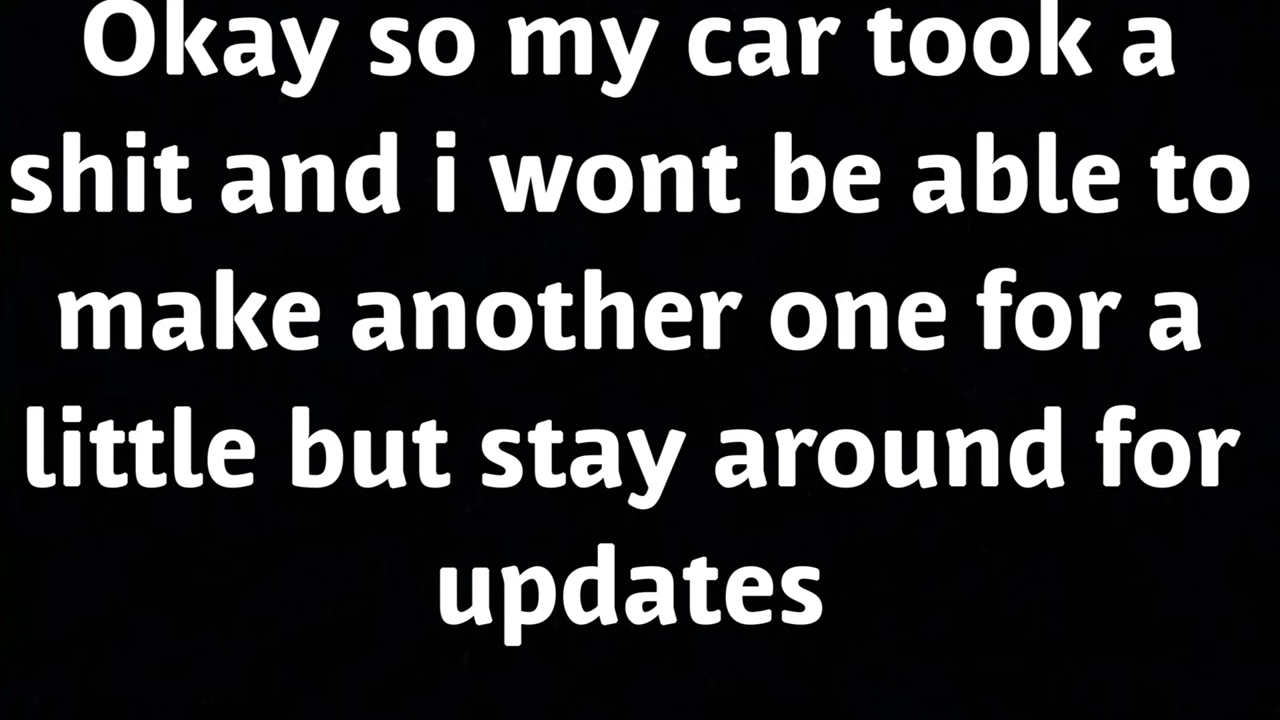 Okay so my car took a
shit and i wont be able to
make another one for a
little but stay around for
updates